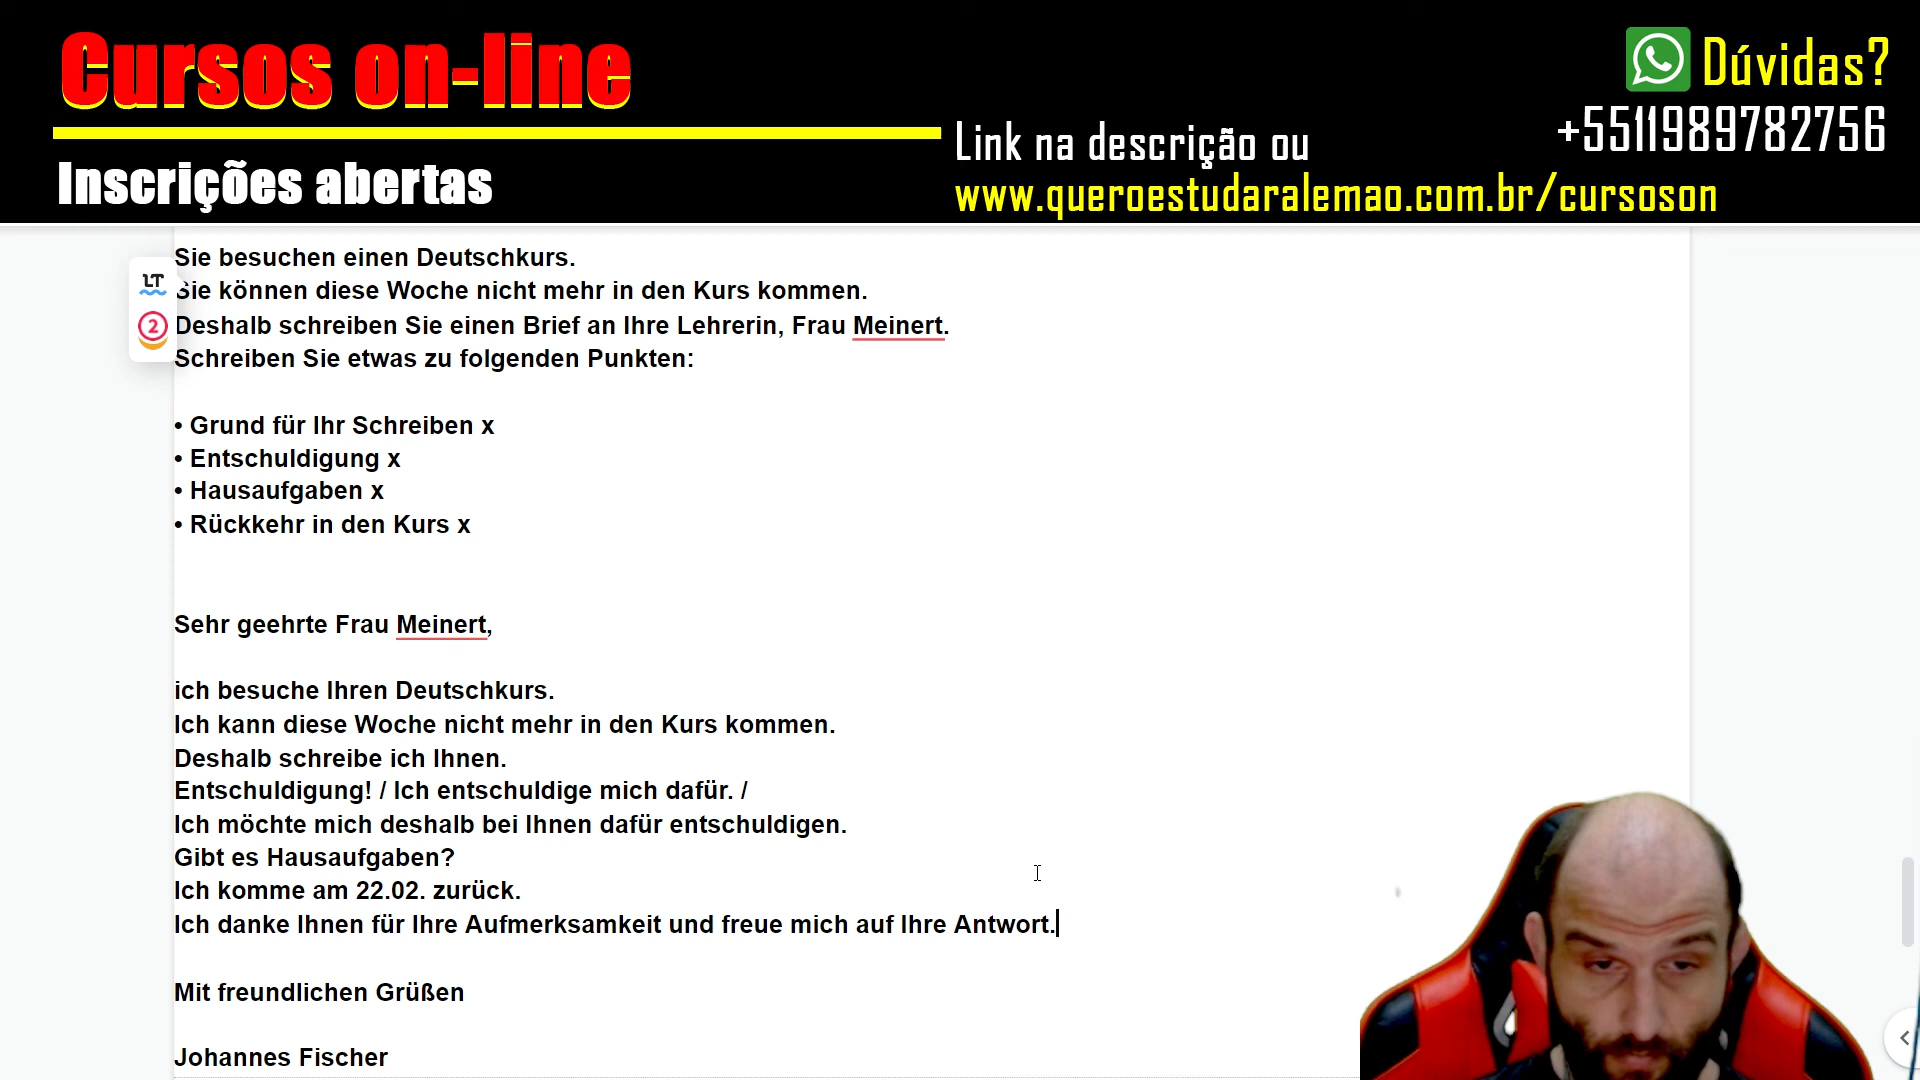 Cursos on-line
Inscrições abertas
Dúvidas?
+5511989782756
Link na descrição ou
www.queroestudaralemao.com.br/cursoson
LT
2
Sie besuchen einen Deutschkurs.
Sie können diese Woche nicht mehr in den Kurs kommen.
Deshalb schreiben Sie einen Brief an Ihre Lehrerin, Frau Meinert.
Schreiben Sie etwas zu folgenden Punkten:
• Grund für Ihr Schreiben x
• Entschuldigung x
• Hausaufgaben x
• Rückkehr in den Kurs x
Sehr geehrte Frau Meinert,
ich besuche Ihren Deutschkurs.
Ich kann diese Woche nicht mehr in den Kurs kommen.
Deshalb schreibe ich Ihnen.
Entschuldigung! / Ich entschuldige mich dafür. /
Ich möchte mich deshalb bei Ihnen dafür entschuldigen.
Gibt es Hausaufgaben?
Ich komme am 22.02. zurück.
Ich danke Ihnen für Ihre Aufmerksamkeit und freue mich auf Ihre Antwort.
Mit freundlichen Grüßen
Johannes Fischer